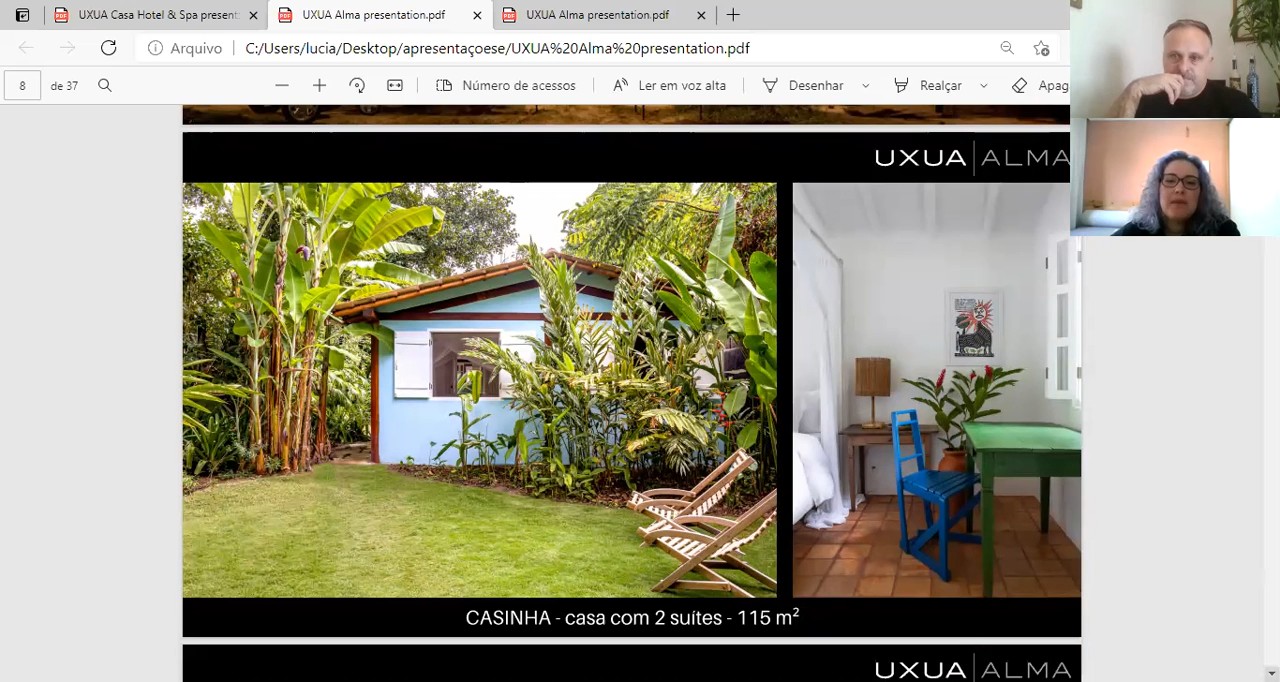 UXUA Casa Hotel & Spa present
UXUA Alma presentation.pdf
UXUA Alma presentation.pdf
Arquivo
C:/Users/lucia/Desktop/apresentaçoese/UXUA%20Alma%20presentation.pdf
8
de 37
Número de acessos
Ler em voz alta
Desenhar
Realçar
Apag
UXUA|ALMA
CASINHA - casa com 2 suítes - 115 m²
UXUA|ALMA